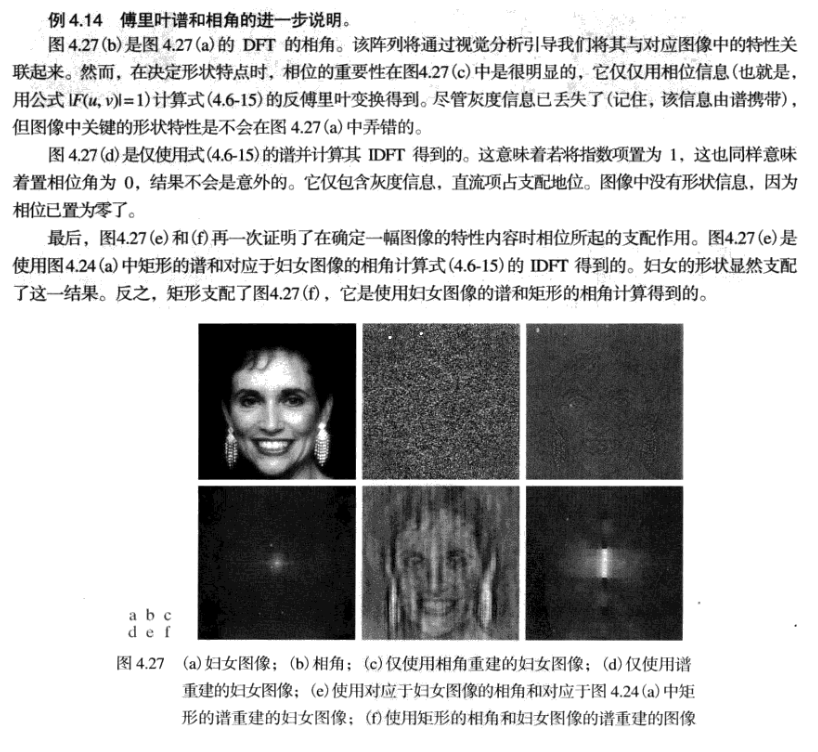 例 4.14 傅里叶谱和相角的进一步说明。
图 4.27(b)是图 4.27(a)的 DFT 的相角。该阵列将通过视觉分析引导我们将其与对应图像中的特性关
联起来。然而，在决定形状特点时，相位的重要性在图4.27(c)中是很明显的，它仅仅用相位信息(也就是，
用公式 |F(u, v)|= 1)计算式(4.6-15)的反傅里叶变换得到。尽管灰度信息已丢失了(记住，该信息由谱携带)，
但图像中关键的形状特性是不会在图 4.27(a)中弄错的。
图 4.27(d)是仅使用式(4.6-15)的谱并计算其 IDFT 得到的。这意味着若将指数项置为 1，这也同样意味
着置相位角为 0，结果不会是意外的。它仅包含灰度信息，直流项占支配地位。图像中没有形状信息，因为
相位已置为零了。
最后，图4.27(e)和(f)再一次证明了在确定一幅图像的特性内容时相位所起的支配作用。图4.27(e)是
使用图4.24(a)中矩形的谱和对应于妇女图像的相角计算式(4.6-15)的 IDFT 得到的。妇女的形状显然支配
了这一结果。反之，矩形支配了图4.27(f)，它是使用妇女图像的谱和矩形的相角计算得到的。
a b c
d e f
图 4.27 (a)妇女图像；(b)相角；(c)仅使用相角重建的妇女图像；(d)仅使用谱
重建的妇女图像；(e)使用对应于妇女图像的相角和对应于图 4.24(a)中矩
形的谱重建的妇女图像；(f)使用矩形的相角和妇女图像的谱重建的图像